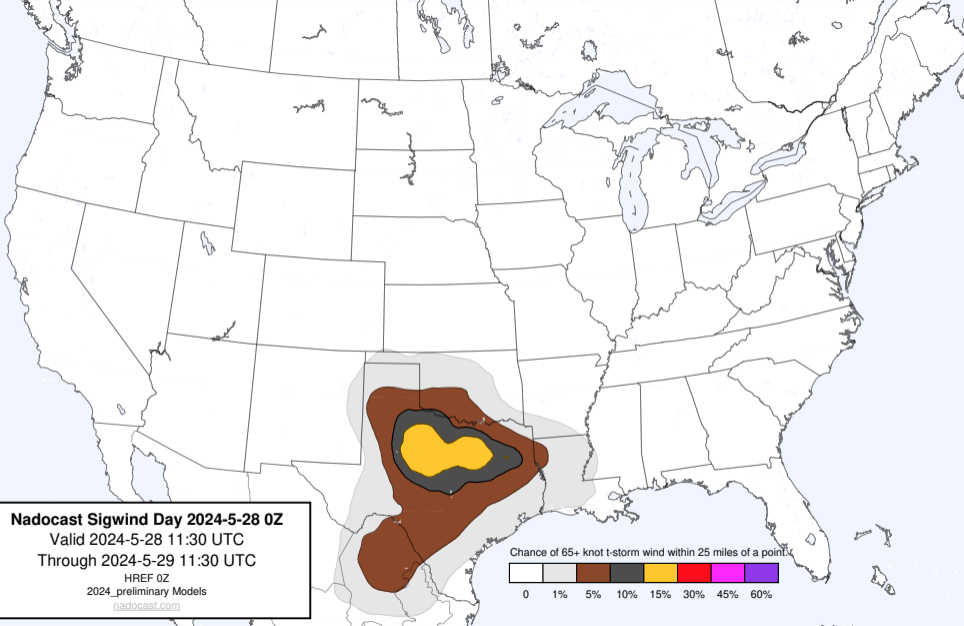 Nadocast Sigwind Day 2024-5-28 0Z
Valid 2024-5-28 11:30 UTC
Through 2024-5-29 11:30 UTC
HREF 0Z
2024_preliminary Models
nadocast.com
Chance of 65+ knot t-storm wind within 25 miles of a point.
0 1% 5% 10% 15% 30% 45% 60%